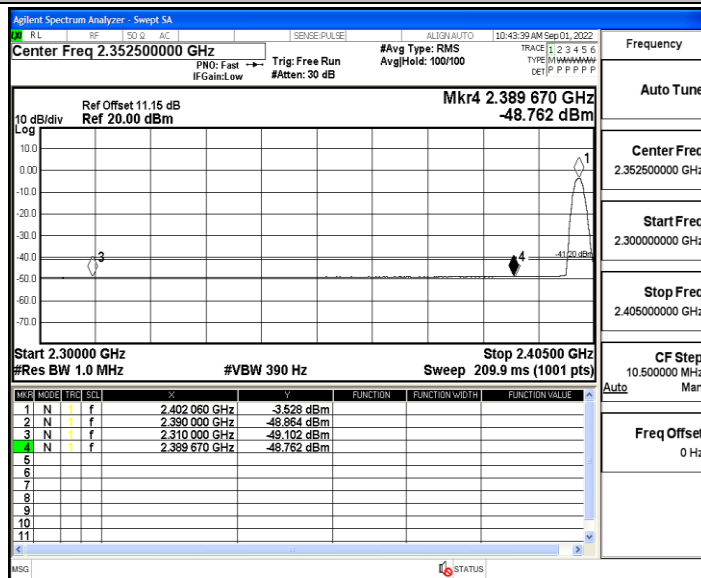 Agilent Spectrum Analyzer - Swept SA
RL RF 50 Ω AC SENSE:PULSE ALIGN AUTO 10:43:39 AM Sep 01, 2022
Center Freq 2.352500000 GHz
PNO: Fast
IFGain:Low
Trig: Free Run
#Atten: 30 dB
#Avg Type: RMS
Avg|Hold: 100/100
TRACE 1 2 3 4 5 6
TYPE MWWWWW
DET P P P P P P
Mkr4 2.389 670 GHz
-48.762 dBm
Ref Offset 11.15 dB
10 dB/div Ref 20.00 dBm
Log
10.0
0.00
-10.0
-20.0
-30.0
-40.0
-50.0
-60.0
-70.0
1
3
4
-41.20 dBm
Start 2.30000 GHz Stop 2.40500 GHz
#Res BW 1.0 MHz #VBW 390 Hz Sweep 209.9 ms (1001 pts)
MKR MODE TRC SCL X Y FUNCTION FUNCTION WIDTH FUNCTION VALUE
1 N 1 f 2.402 060 GHz -3.528 dBm
2 N 1 f 2.390 000 GHz -48.864 dBm
3 N 1 f 2.310 000 GHz -49.102 dBm
4 N 1 f 2.389 670 GHz -48.762 dBm
5
6
7
8
9
10
11
MSG STATUS
Frequency
Auto Tune
Center Freq
2.352500000 GHz
Start Freq
2.300000000 GHz
Stop Freq
2.405000000 GHz
CF Step
10.500000 MHz
Auto Man
Freq Offset
0 Hz